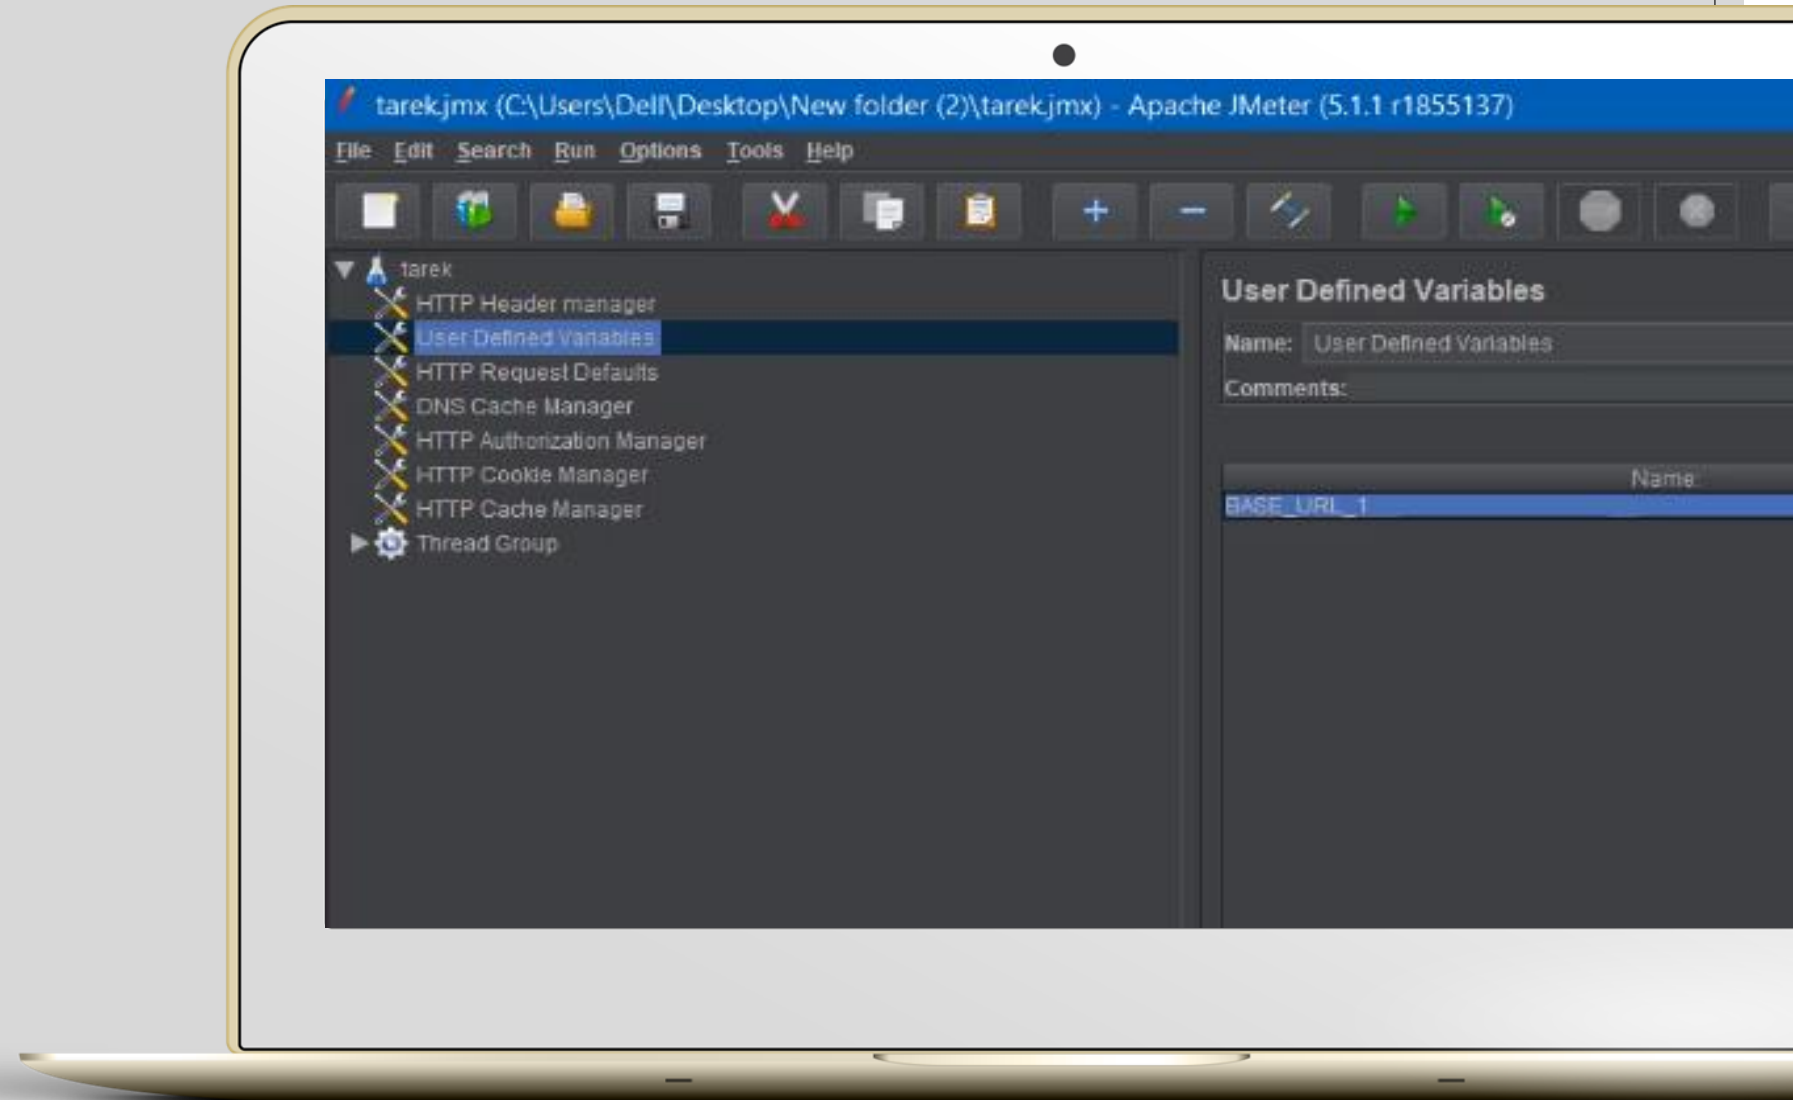 tarek.jmx (C:\Users\Dell\Desktop\New folder (2)\tarek.jmx) - Apache JMeter (5.1.1 r1855137)
File Edit Search Run Options Tools Help
tarek
HTTP Header manager
User Defined Variables
HTTP Request Defaults
DNS Cache Manager
HTTP Authorization Manager
HTTP Cookie Manager
HTTP Cache Manager
Thread Group
User Defined Variables
Name: User Defined Variables
Comments:
Name:
BASE_URL_1